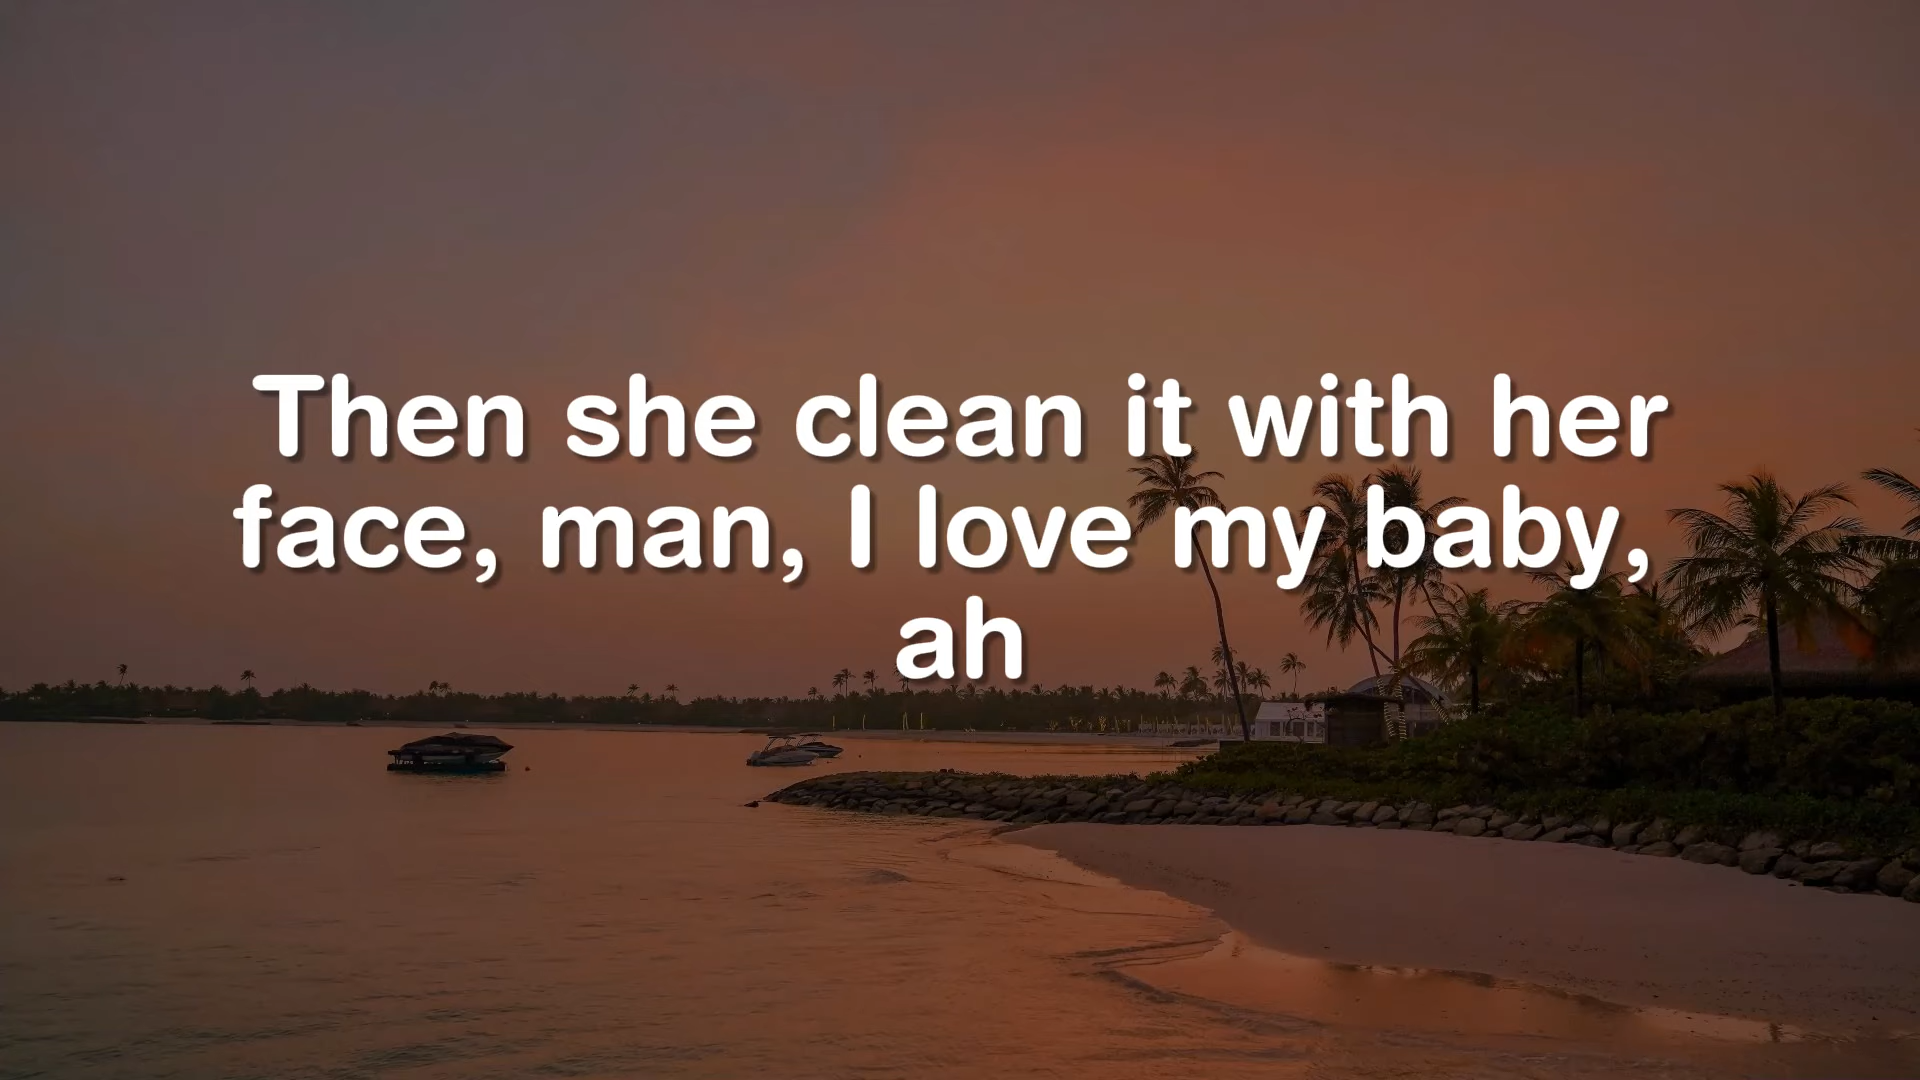 Then she clean it with her
face, man, I love my baby,
ah